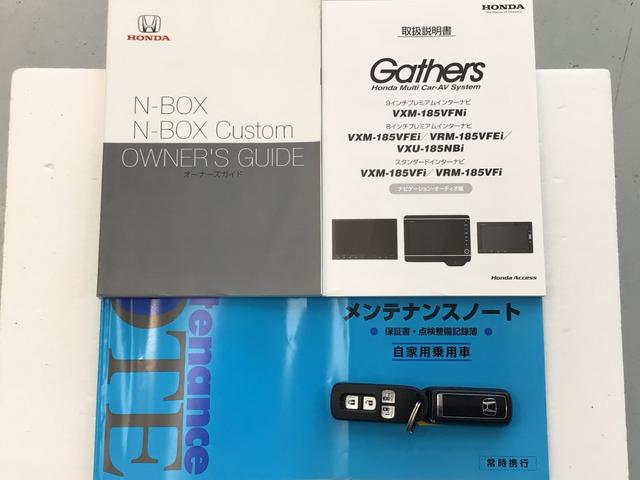 HONDA
N-BOX
N-BOX Custom
OWNER'S GUIDE
オーナーズガイド
HONDA
The Power of Dreams
取扱説明書
Gathers
Honda Multi Car-AV System
9インチプレミアムインターナビ
VXM-185VFNi
8インチプレミアムインターナビ
VXM-185VFEi／VRM-185VFEi／
VXU-185NBi
スタンダードインターナビ
VXM-185VFi／VRM-185VFi
ナビゲーション・オーディオ編
Honda Access
tenance
OTE
メンテナンスノート
● 保証書・点検整備記録簿 ●
自家用乗用車
常時携行